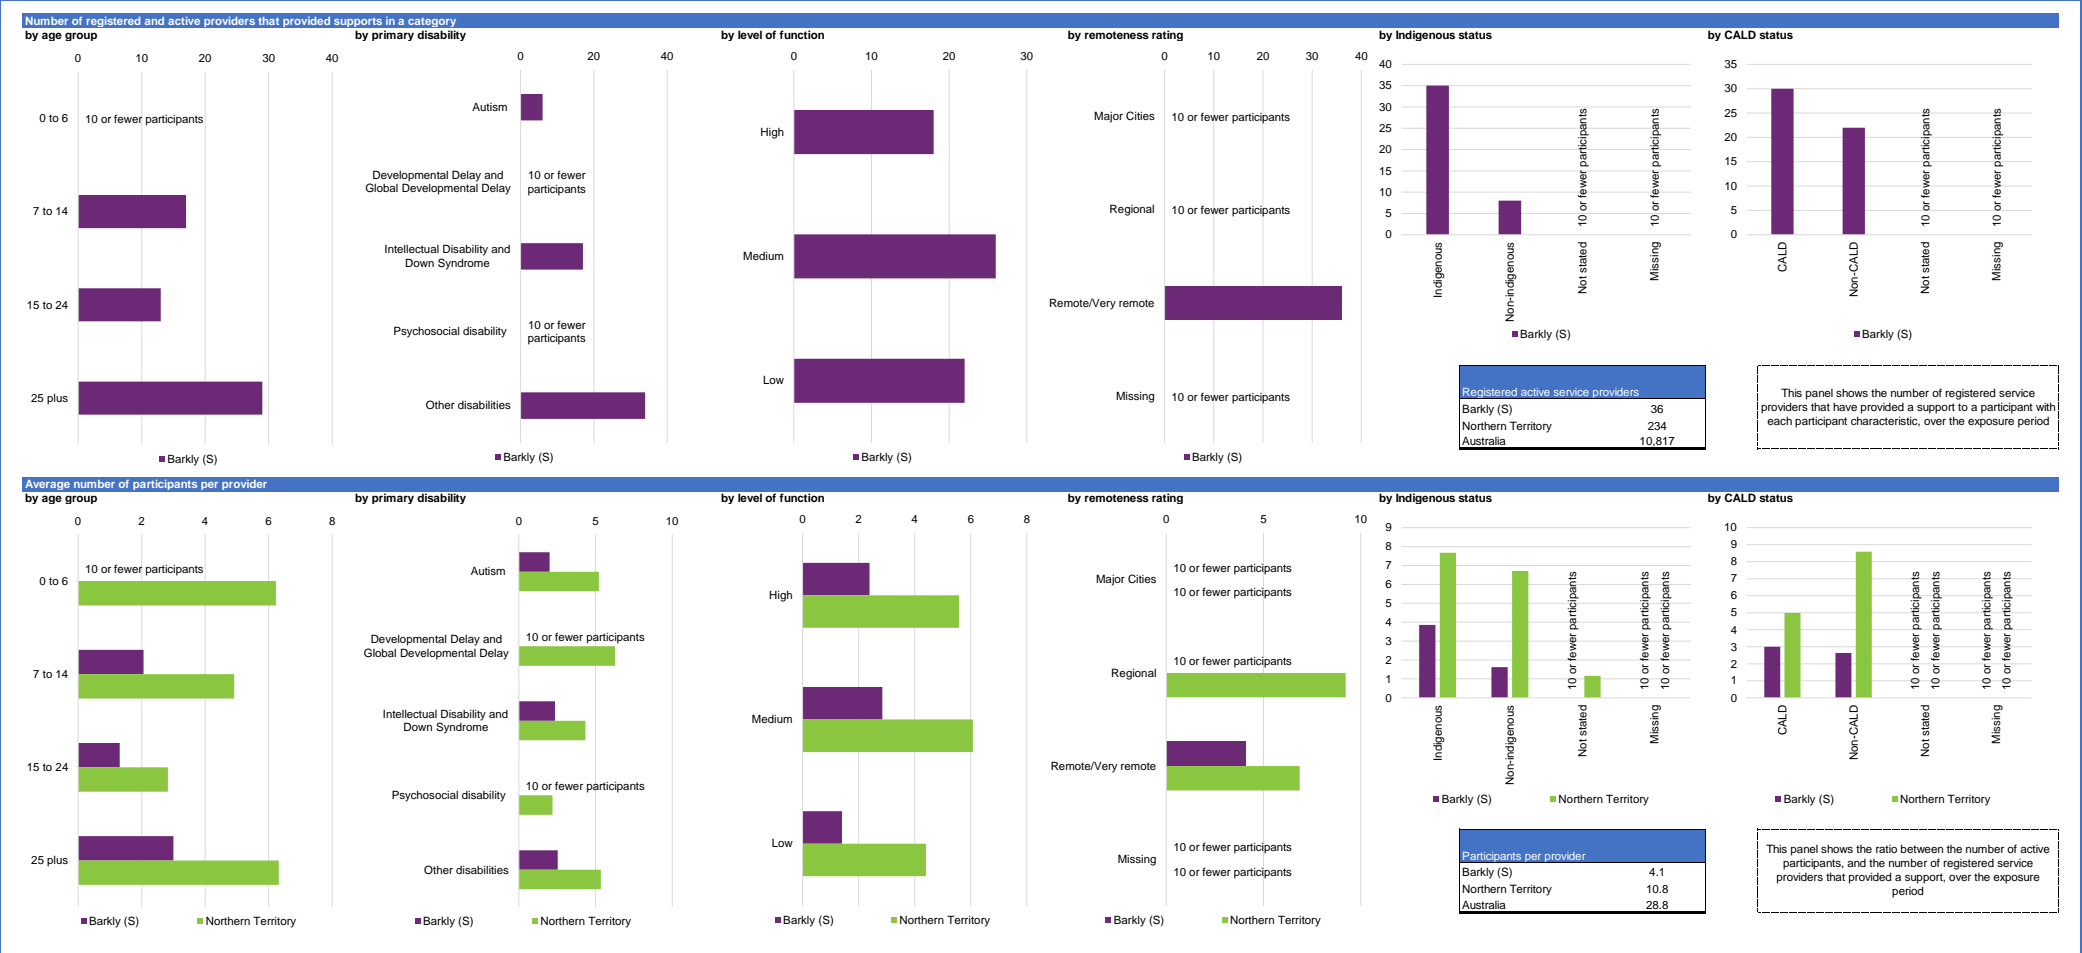 Number of registered and active providers that provided supports in a category
by age group
0 10 20 30 40
0 to 6
10 or fewer participants
7 to 14
15 to 24
25 plus
Barkly (S)
by primary disability
0 20 40
Autism
Developmental Delay and
Global Developmental Delay
10 or fewer
participants
Intellectual Disability and
Down Syndrome
Psychosocial disability
10 or fewer
participants
Other disabilities
Barkly (S)
by level of function
0 10 20 30
High
Medium
Low
Barkly (S)
by remoteness rating
0 10 20 30 40
Major Cities
10 or fewer participants
Regional
10 or fewer participants
Remote/Very remote
Missing
10 or fewer participants
Barkly (S)
by Indigenous status
40
35
30
25
20
15
10
5
0
10 or fewer participants
10 or fewer participants
Indigenous
Non-indigenous
Not stated
Missing
Barkly (S)
by CALD status
35
30
25
20
15
10
5
0
10 or fewer participants
10 or fewer participants
CALD
Non-CALD
Not stated
Missing
Barkly (S)
Registered active service providers
Barkly (S) 36
Northern Territory 234
Australia 10,817
This panel shows the number of registered service
providers that have provided a support to a participant with
each participant characteristic, over the exposure period
Average number of participants per provider
by age group
0 2 4 6 8
0 to 6
10 or fewer participants
7 to 14
15 to 24
25 plus
Barkly (S) Northern Territory
by primary disability
0 5 10
Autism
Developmental Delay and
Global Developmental Delay
10 or fewer participants
Intellectual Disability and
Down Syndrome
Psychosocial disability
10 or fewer participants
Other disabilities
Barkly (S) Northern Territory
by level of function
0 2 4 6 8
High
Medium
Low
Barkly (S) Northern Territory
by remoteness rating
0 5 10
Major Cities
10 or fewer participants
10 or fewer participants
Regional
10 or fewer participants
Remote/Very remote
Missing
10 or fewer participants
10 or fewer participants
Barkly (S) Northern Territory
by Indigenous status
9
8
7
6
5
4
3
2
1
0
10 or fewer participants
10 or fewer participants
10 or fewer participants
Indigenous
Non-indigenous
Not stated
Missing
Barkly (S) Northern Territory
by CALD status
10
9
8
7
6
5
4
3
2
1
0
10 or fewer participants
10 or fewer participants
10 or fewer participants
10 or fewer participants
CALD
Non-CALD
Not stated
Missing
Barkly (S) Northern Territory
Participants per provider
Barkly (S) 4.1
Northern Territory 10.8
Australia 28.8
This panel shows the ratio between the number of active
participants, and the number of registered service
providers that provided a support, over the exposure
period